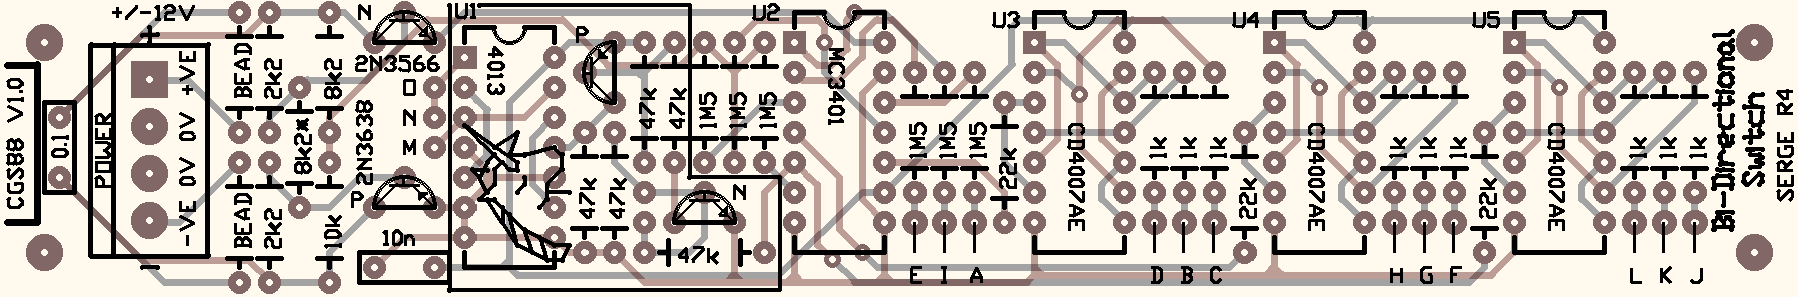 CGS88 V1.0
0.1
POWER
+/-12V
+
+VE
0V
0V
-VE
-
BEAD
2k2
BEAD
2k2
8k2
8k2*
10k
N
2N3566
2N3638
P
10n
O
N
M
U1
4013
P
47k
47k
1M5
1M5
1M5
47k
47k
N
47k
U2
MC3401
1M5
1M5
1M5
22k
E I A
U3
CD4007AE
1k
1k
1k
22k
D B C
U4
CD4007AE
1k
1k
1k
22k
H G F
U5
CD4007AE
1k
1k
1k
L K J
Bi-Directional
Switch
SERGE R4